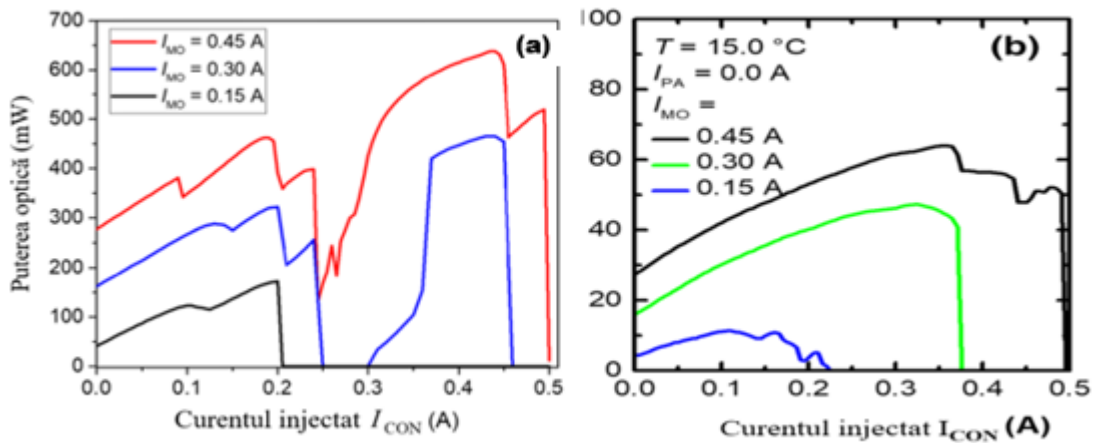 700
600
500
400
300
200
100
0
Puterea optică (mW)
I_MO = 0.45 A
I_MO = 0.30 A
I_MO = 0.15 A
(a)
0.0 0.1 0.2 0.3 0.4 0.5
Curentul injectat I_CON (A)
00
80
60
40
20
0
T = 15.0 °C
I_PA = 0.0 A
I_MO =
0.45 A
0.30 A
0.15 A
(b)
0.0 0.1 0.2 0.3 0.4 0.5
Curentul injectat I_CON (A)